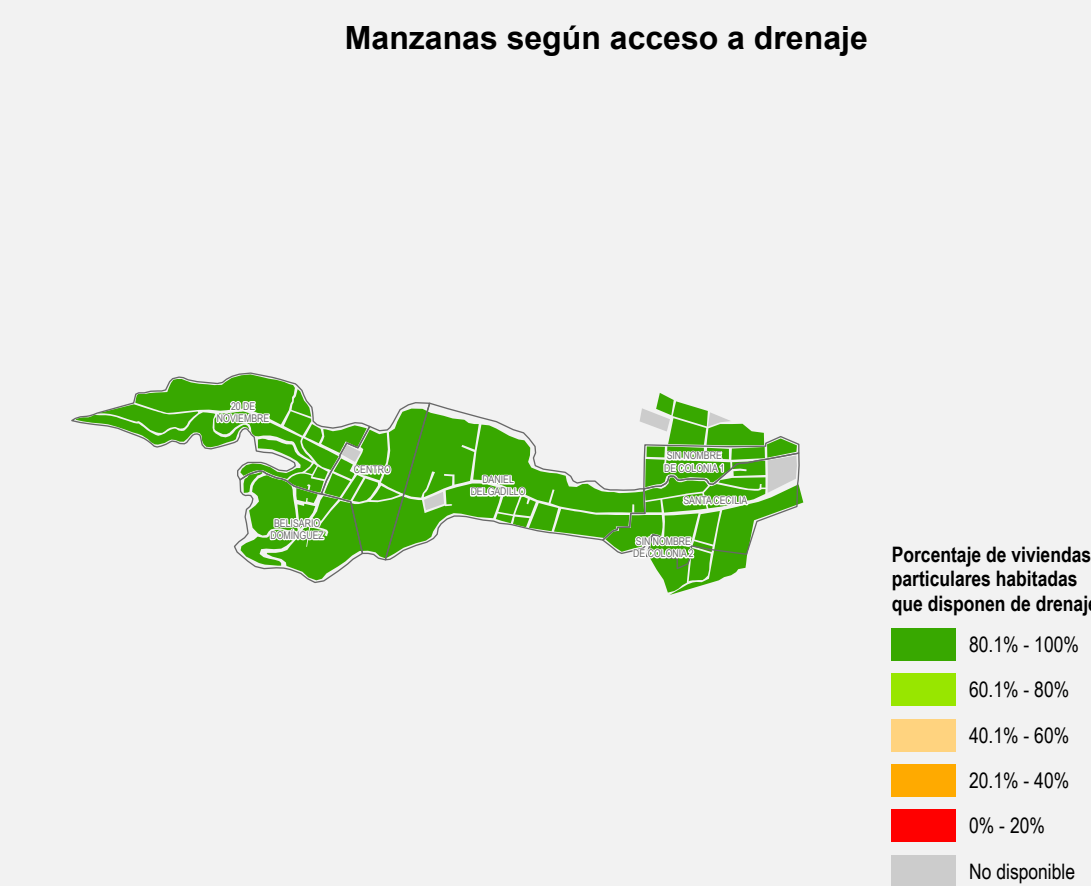 Manzanas según acceso a drenaje
20 DE
NOVIEMBRE
CENTRO
DANIEL
DELGADILLO
BELISARIO
DOMÍNGUEZ
SIN NOMBRE
DE COLONIA 1
SANTA CECILIA
SIN NOMBRE
DE COLONIA 2
Porcentaje de viviendas
particulares habitadas
que disponen de drenaje
80.1% - 100%
60.1% - 80%
40.1% - 60%
20.1% - 40%
0% - 20%
No disponible